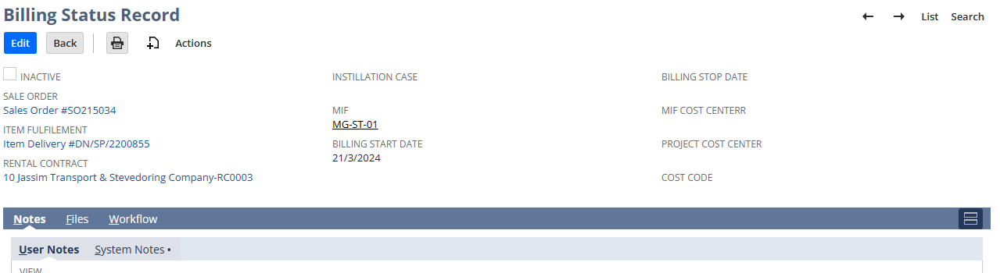 Billing Status Record
List
Search
Edit
Back
Actions
INACTIVE
SALE ORDER
Sales Order #SO215034
ITEM FULFILEMENT
Item Delivery #DN/SP/2200855
RENTAL CONTRACT
10 Jassim Transport & Stevedoring Company-RC0003
INSTILLATION CASE
MIF
MG-ST-01
BILLING START DATE
21/3/2024
BILLING STOP DATE
MIF COST CENTERR
PROJECT COST CENTER
COST CODE
Notes
Files
Workflow
User Notes
System Notes •
VIEW